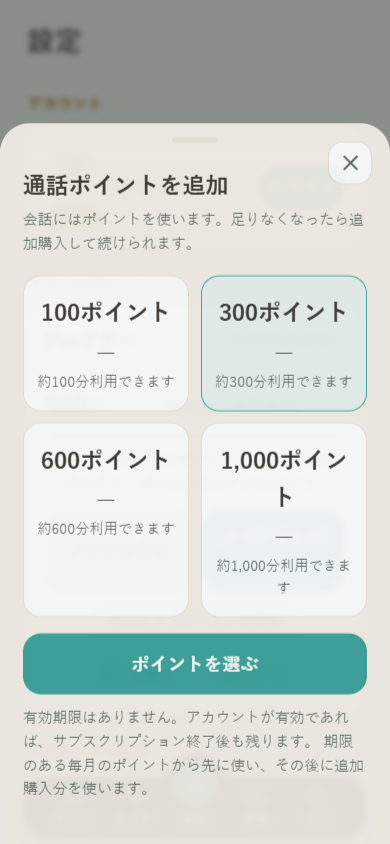 設定
アカウント
通話ポイントを追加
会話にはポイントを使います。足りなくなったら追
加購入して続けられます。
100ポイント
—
約100分利用できます
300ポイント
—
約300分利用できます
600ポイント
—
約600分利用できます
1,000ポイン
ト
—
約1,000分利用できま
す
ポイントを選ぶ
有効期限はありません。アカウントが有効であれ
ば、サブスクリプション終了後も残ります。 期限
のある毎月のポイントから先に使い、その後に追加
購入分を使います。